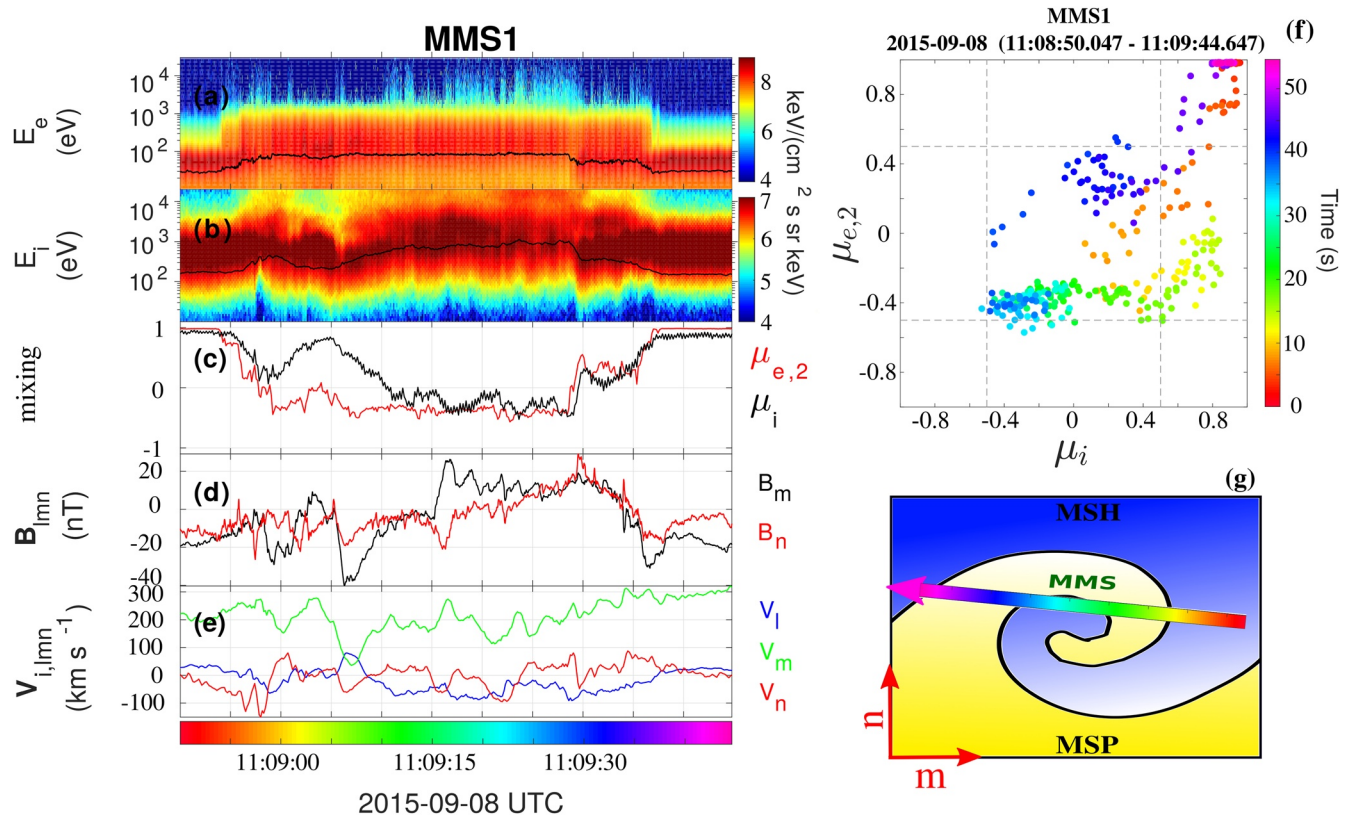 MMS1
(a)
E_e
(eV)
10^4
10^3
10^2
8
6
4
keV//cm^2 s sr keV)
(b)
E_i
(eV)
10^4
10^3
10^2
7
6
5
4
(c)
mixing
1
0
-1
μ_e,2
μ_i
(d)
B_lmn
(nT)
20
0
-20
-40
B_m
B_n
(e)
V_i,lmn
(km s^-1)
300
200
100
0
-100
V_l
V_m
V_n
11:09:00 11:09:15 11:09:30
2015-09-08 UTC
MMS1
2015-09-08 (11:08:50.047 - 11:09:44.647)
(f)
μ_e,2
0.8
0.4
0
-0.4
-0.8
-0.8 -0.4 0 0.4 0.8
μ_i
50
40
30
20
10
0
Time (s)
(g)
MSH
MMS
MSP
n
m